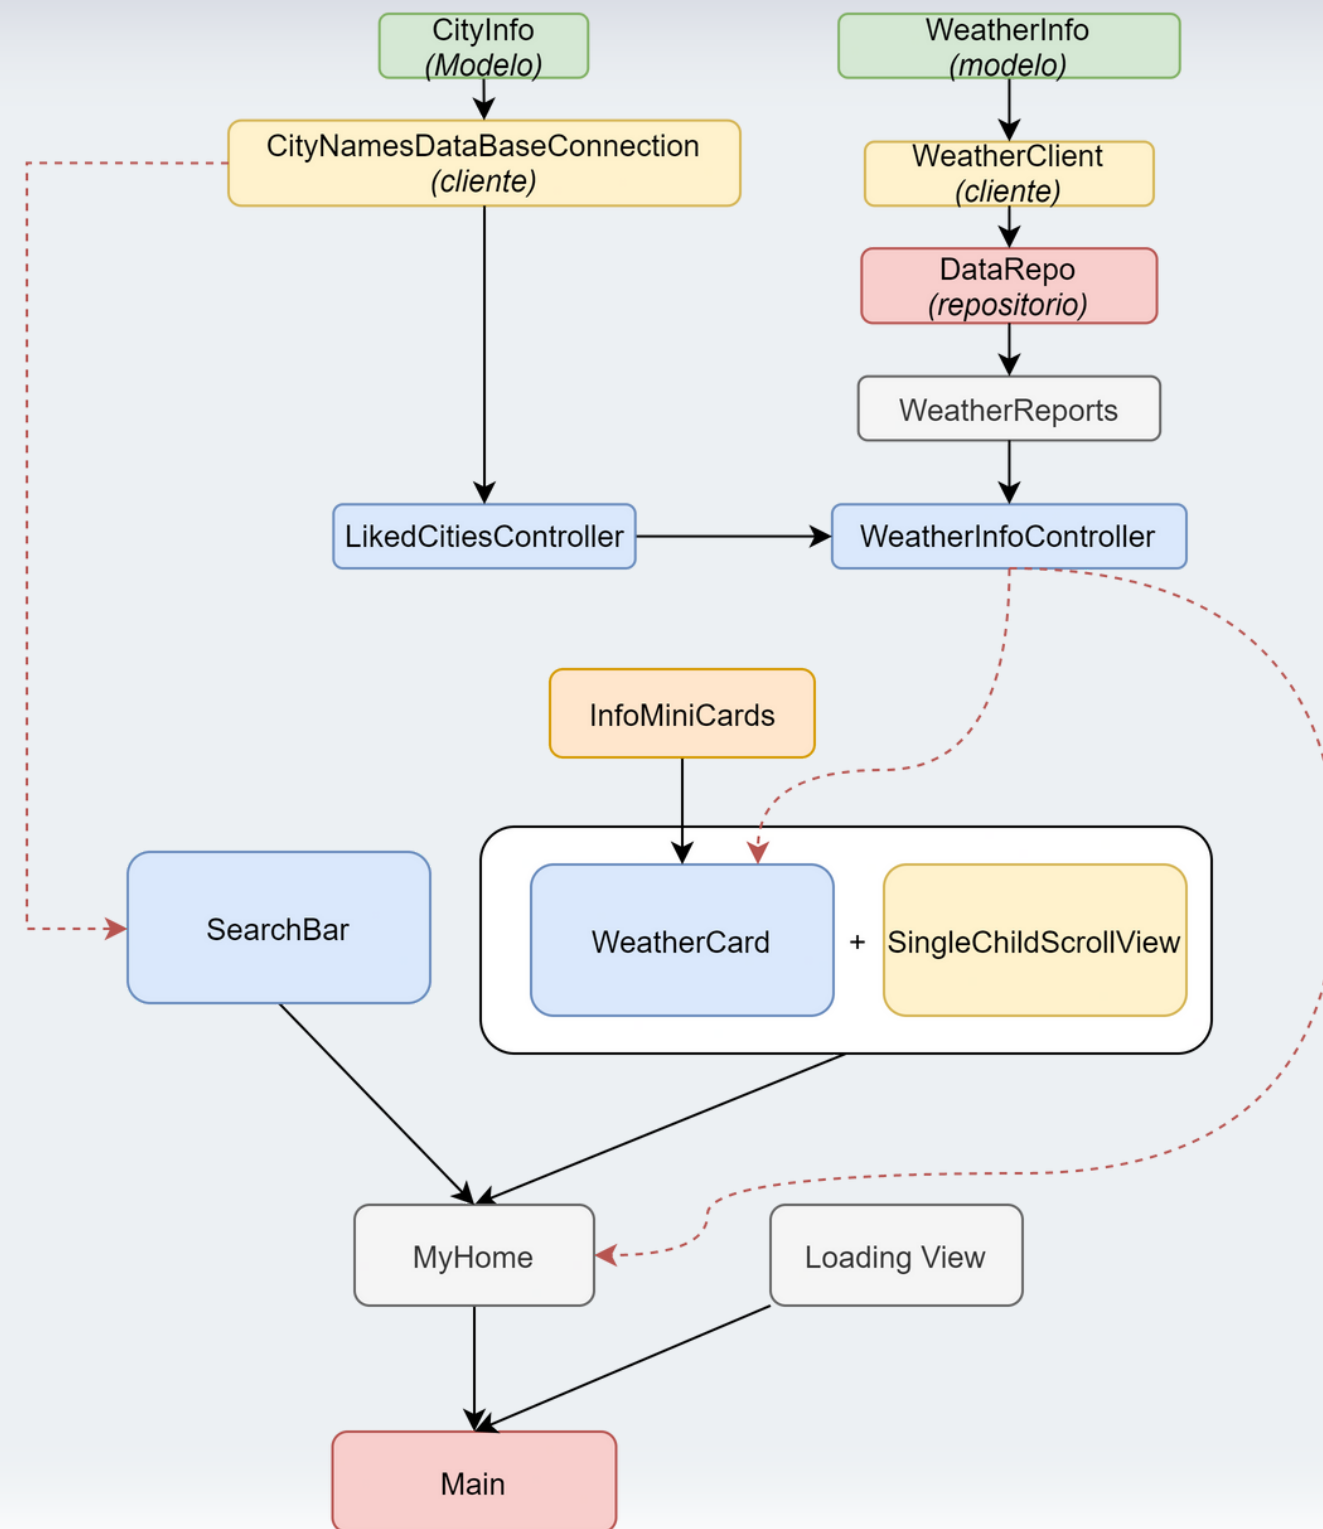 CityInfo
(Modelo)
WeatherInfo
(modelo)
CityNamesDataBaseConnection
(cliente)
WeatherClient
(cliente)
DataRepo
(repositorio)
WeatherReports
LikedCitiesController
WeatherInfoController
InfoMiniCards
SearchBar
WeatherCard
+
SingleChildScrollView
MyHome
Loading View
Main